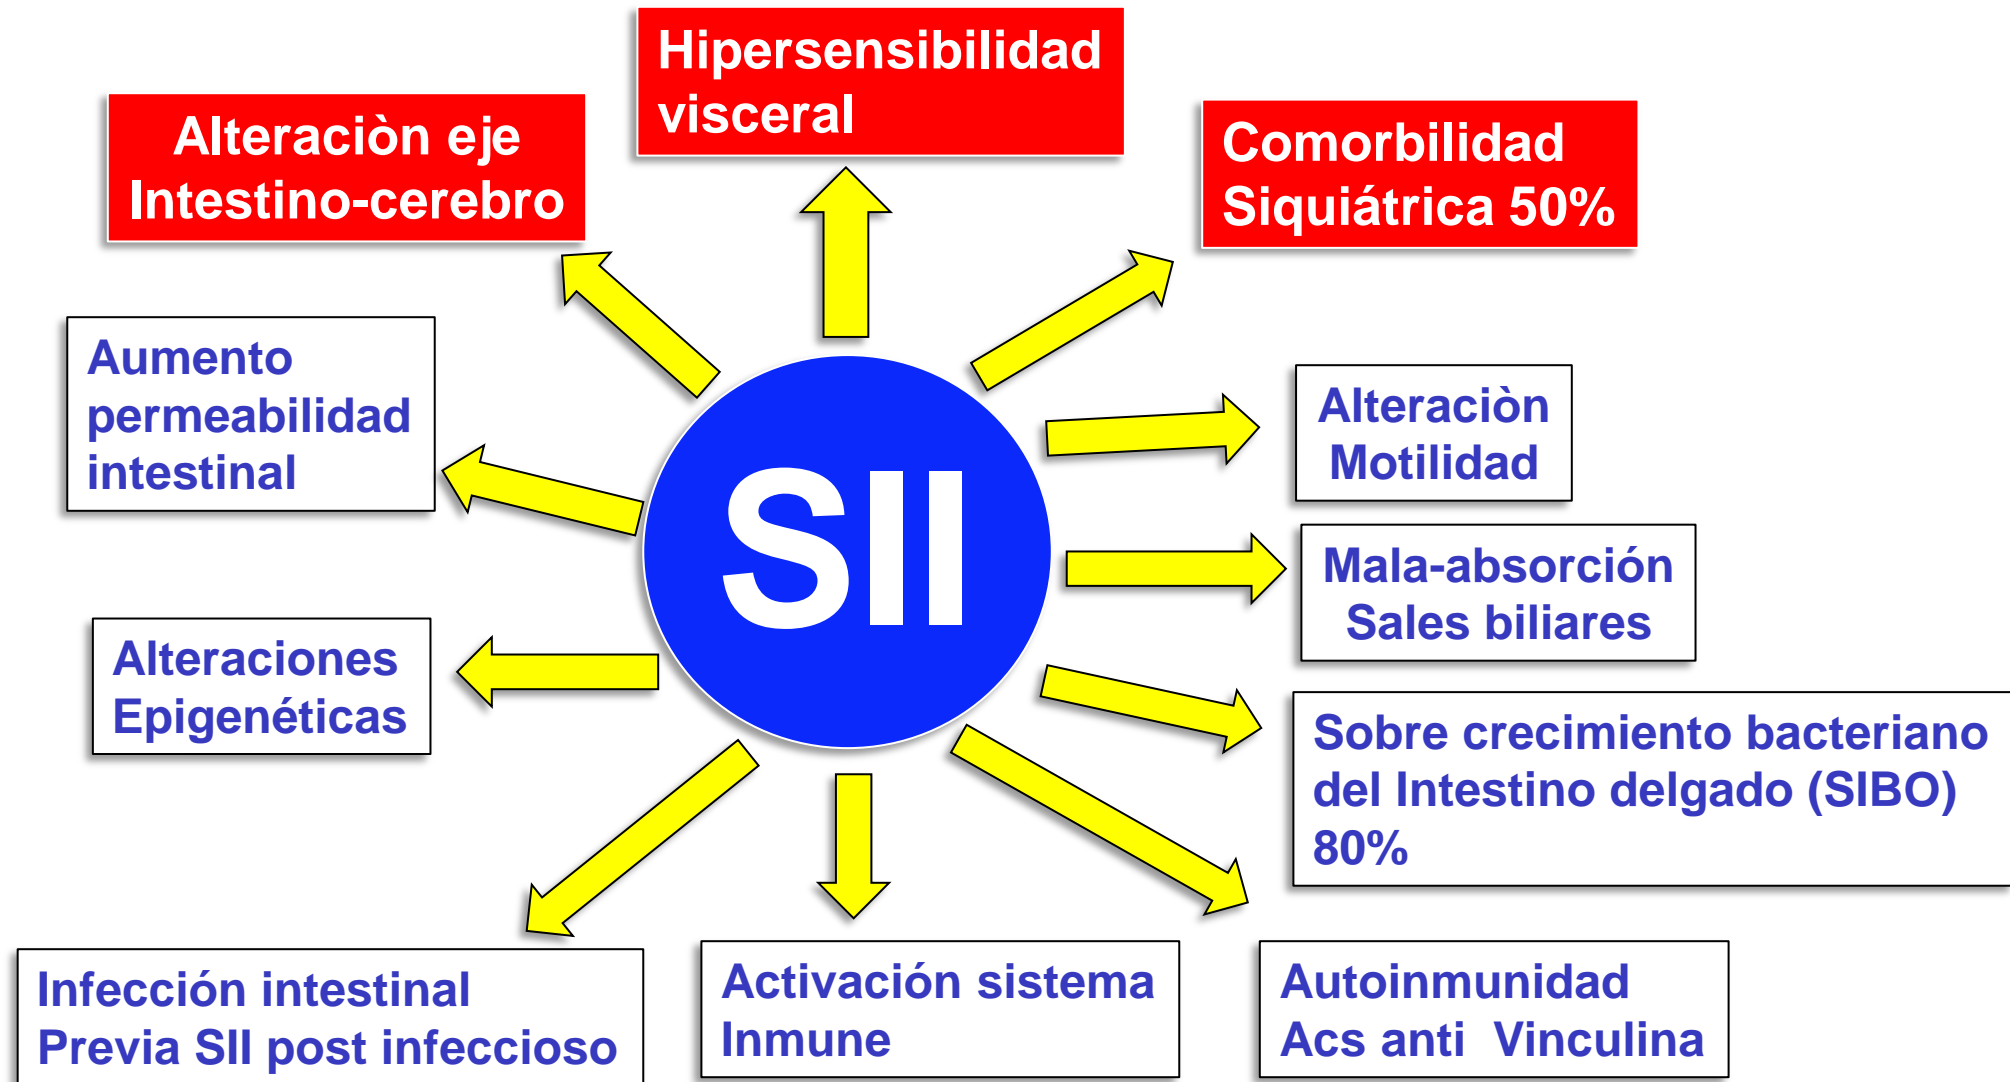 Hipersensibilidad
visceral
Alteraciòn eje
Intestino-cerebro
Comorbilidad
Siquiátrica 50%
Aumento
permeabilidad
intestinal
Alteraciòn
Motilidad
SII
Mala-absorción
Sales biliares
Alteraciones
Epigenéticas
Sobre crecimiento bacteriano
del Intestino delgado (SIBO)
80%
Infección intestinal
Previa SII post infeccioso
Activación sistema
Inmune
Autoinmunidad
Acs anti  Vinculina